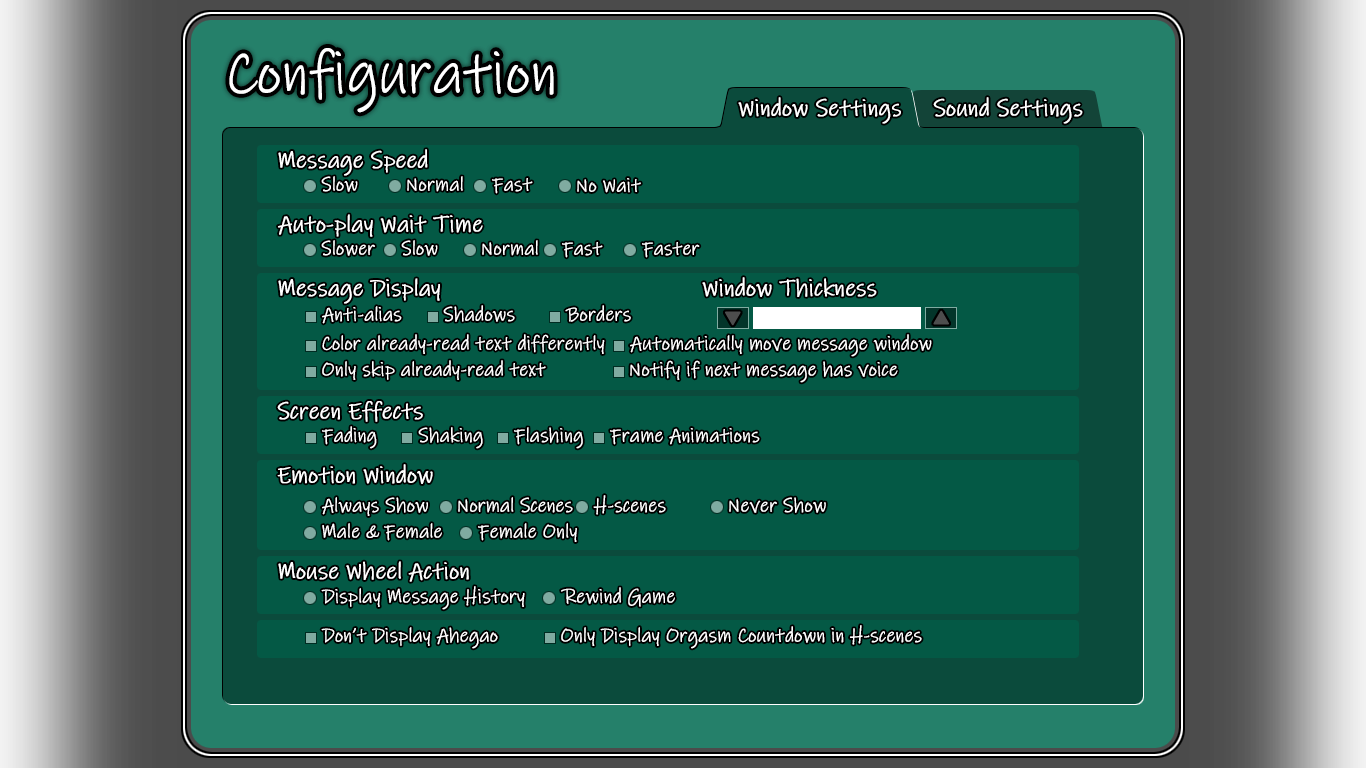 Configuration
Window Settings Sound Settings
Message Speed
Slow Normal Fast No Wait
Auto-play Wait Time
Slower Slow Normal Fast Faster
Message Display Window Thickness
Anti-alias Shadows Borders
Color already-read text differently Automatically move message window
Only skip already-read text Notify if next message has voice
Screen Effects
Fading Shaking Flashing Frame Animations
Emotion Window
Always Show Normal Scenes H-scenes Never Show
Male & Female Female Only
Mouse Wheel Action
Display Message History Rewind Game
Don't Display Ahegao Only Display Orgasm Countdown in H-scenes